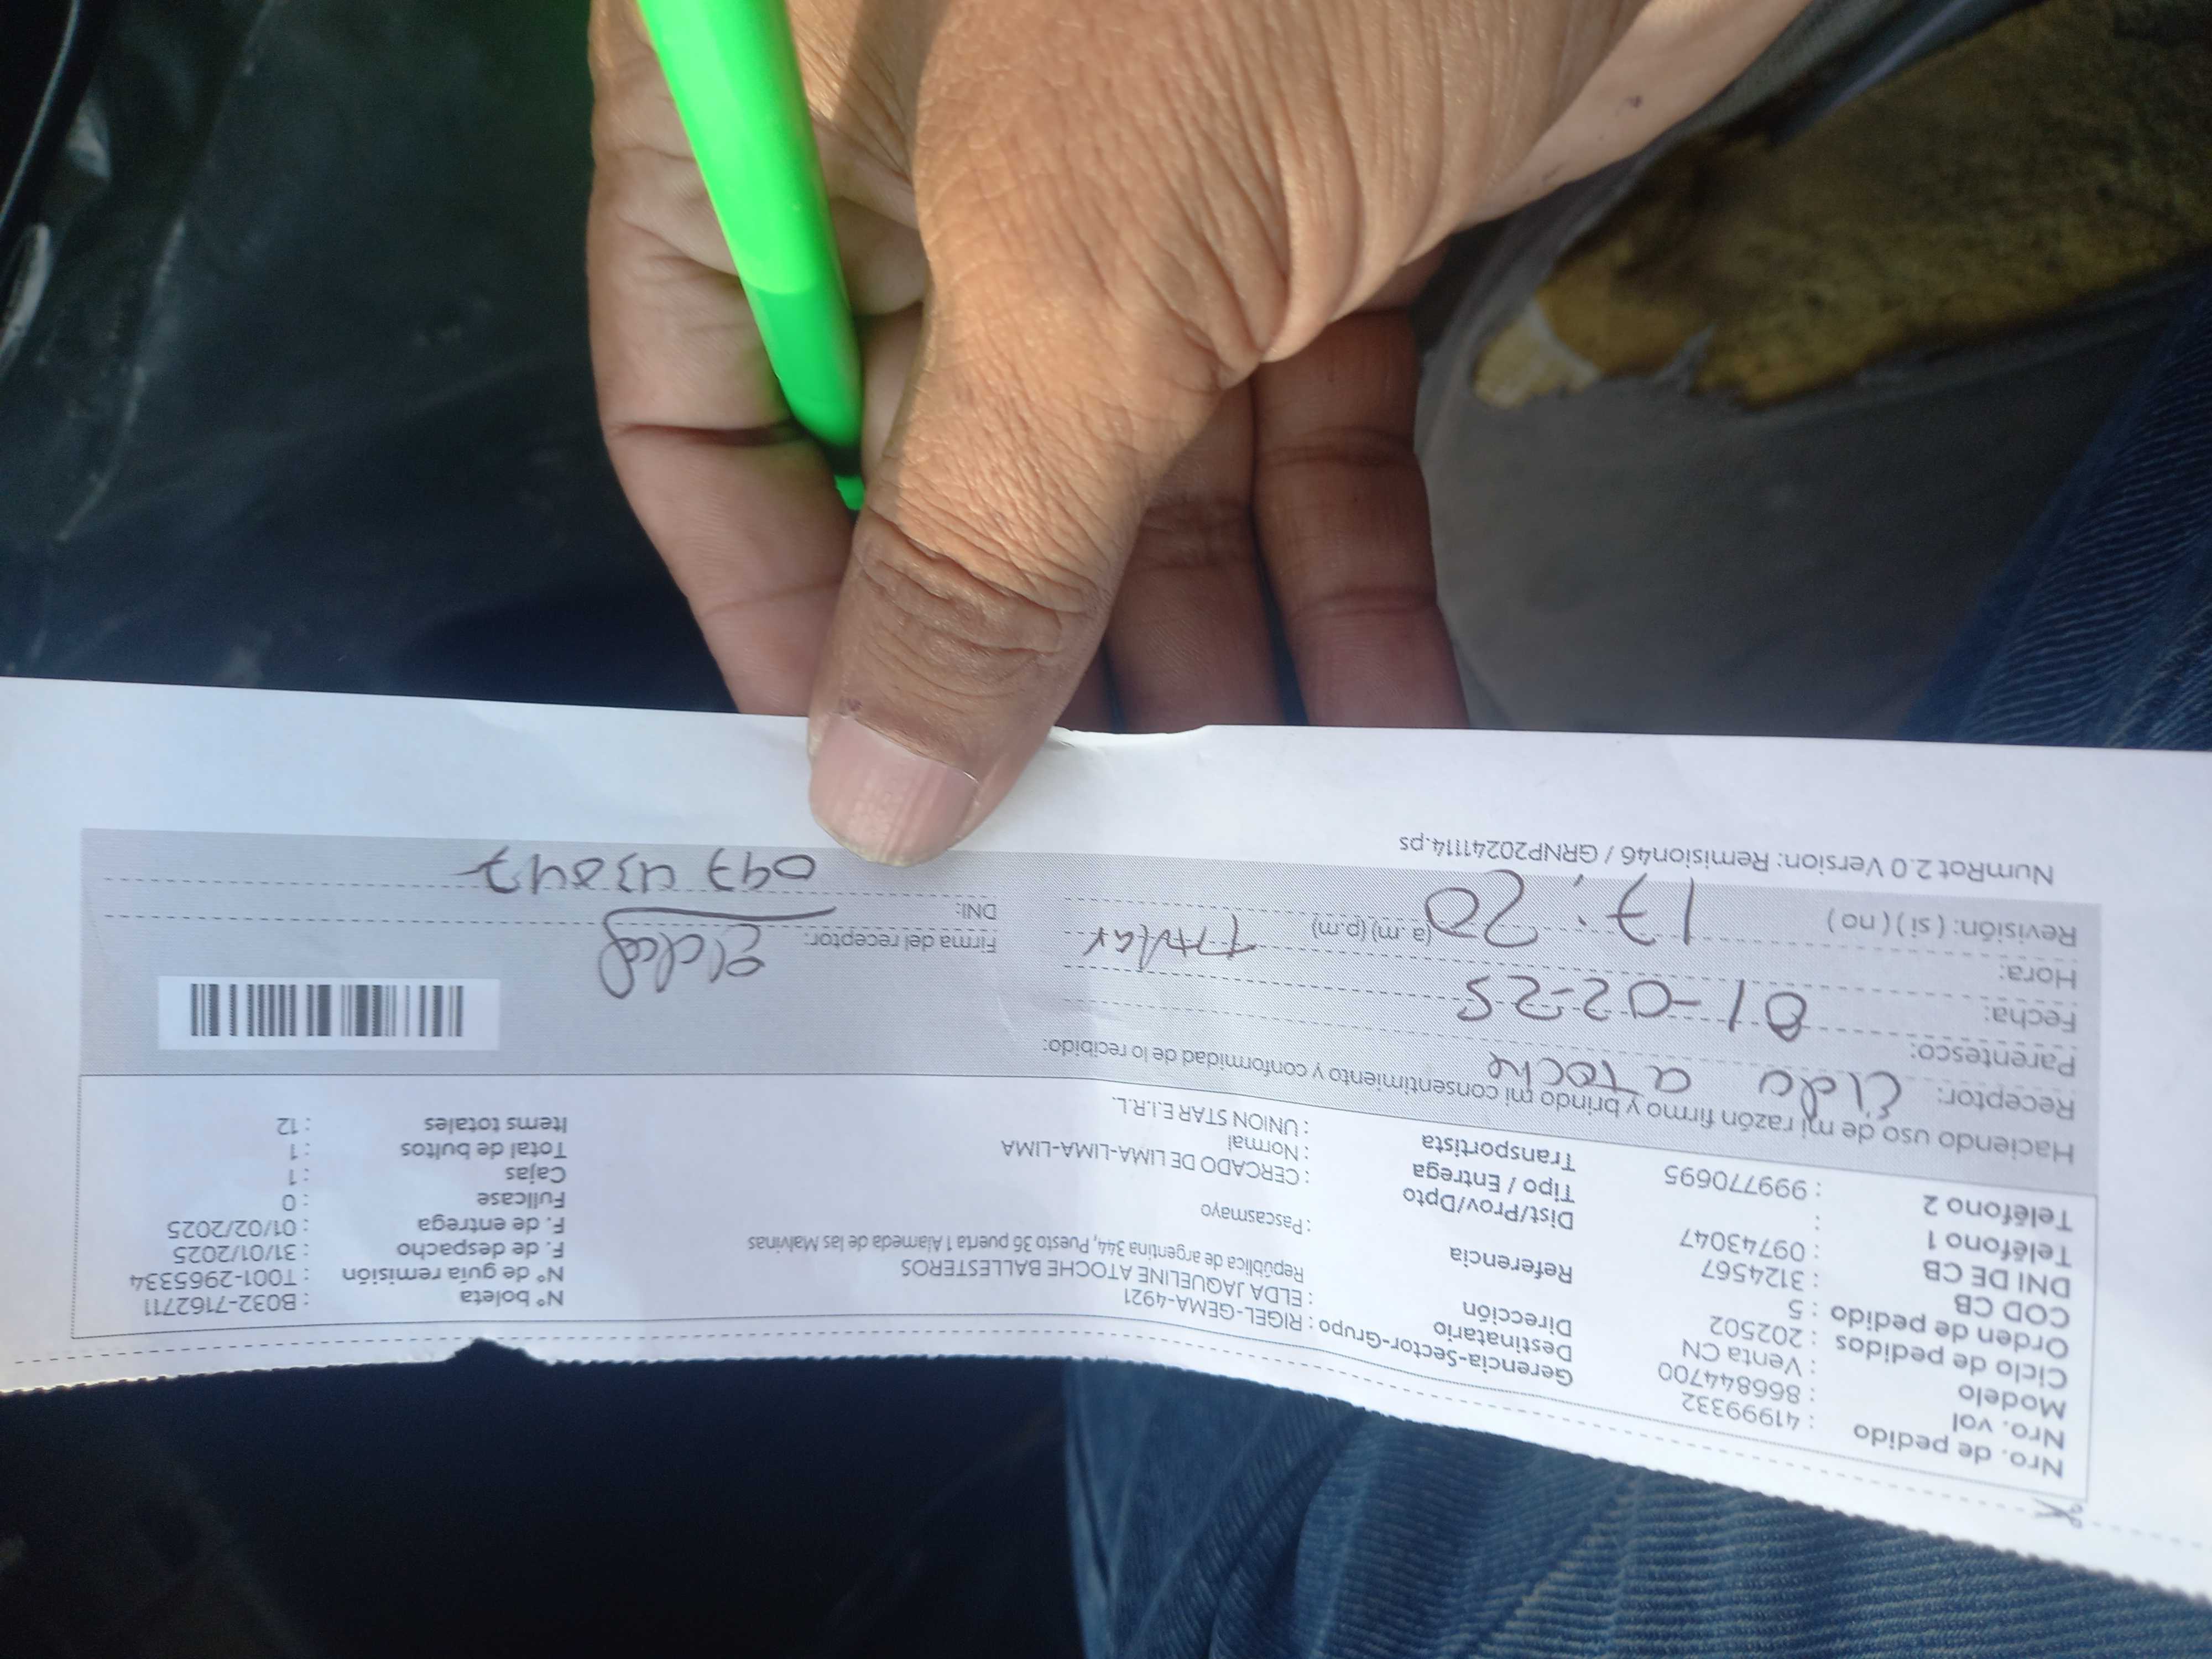 Nro. de pedido : 41999332
Nro. vol : 866844700
Modelo : Venta CN
Ciclo de pedidos : 202502
Orden de pedido : 5
COD CB : 3124567
DNI DE CB : 09743047
Teléfono 1 :
Teléfono 2 : 999770695
Gerencia-Sector-Grupo : RIGEL-GEMA-4921
Destinatario : ELDA JAQUELINE ATOCHE BALLESTEROS
Dirección República de argentina 344, Puesto 36 puerta 1 Alameda de las Malvinas
Referencia : Pascasmayo
Dist/Prov/Dpto : CERCADO DE LIMA-LIMA-LIMA
Tipo / Entrega : Normal
Transportista : UNION STAR E.I.R.L.
N° boleta : B032-7162711
N° de guía remisión : T001-2965334
F. de despacho : 31/01/2025
F. de entrega : 01/02/2025
Fullcase : 0
Cajas : 1
Total de bultos : 1
Items totales : 12
Haciendo uso de mi razón firmo y brindo mi consentimiento y conformidad de lo recibido:
Receptor: Elda atoche
Parentesco:
Fecha: 01-02-25
Hora: 17:20 (a.m) (p.m)
Revisión: ( si ) ( no )
Titular
Firma del receptor: Elda
DNI: 09743047
NumRot 2.0 Version: Remision46 / GRNP20241114.ps